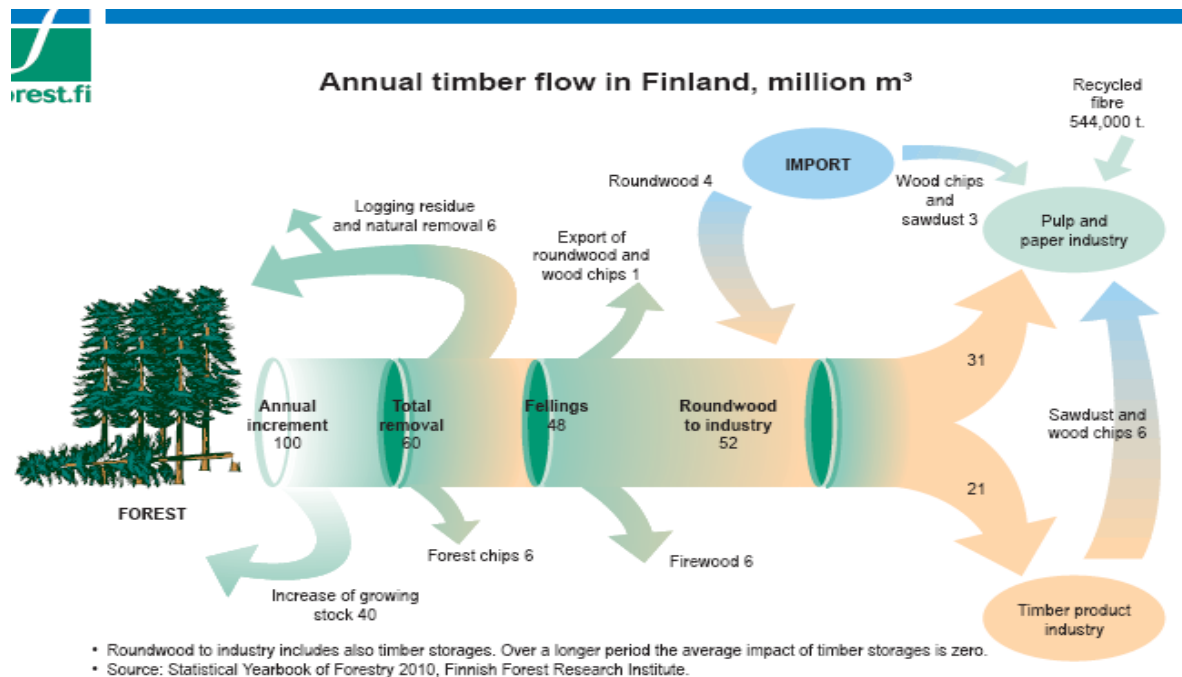 orest.fi
Annual timber flow in Finland, million m³
Recycled
fibre
544,000 t.
IMPORT
Roundwood 4
Wood chips
and
sawdust 3
Pulp and
paper industry
Logging residue
and natural removal 6
Export of
roundwood and
wood chips 1
Annual
increment
100
Total
removal
60
Fellings
48
Roundwood
to industry
52
31
Sawdust and
wood chips 6
21
FOREST
Forest chips 6
Firewood 6
Increase of growing
stock 40
Timber product
industry
• Roundwood to industry includes also timber storages. Over a longer period the average impact of timber storages is zero.
• Source: Statistical Yearbook of Forestry 2010, Finnish Forest Research Institute.